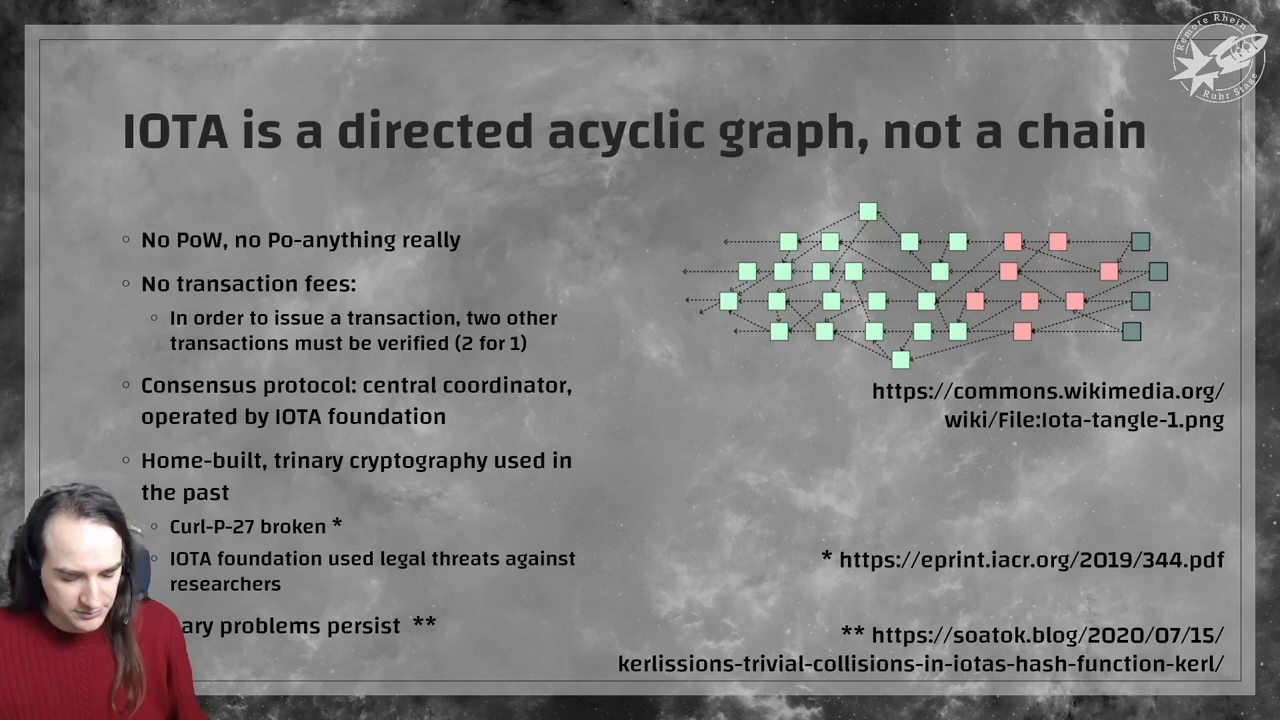 Remote Rhein
Ruhr Stage
IOTA is a directed acyclic graph, not a chain
No PoW, no Po-anything really
No transaction fees:
In order to issue a transaction, two other
transactions must be verified (2 for 1)
Consensus protocol: central coordinator,
operated by IOTA foundation
Home-built, trinary cryptography used in
the past
Curl-P-27 broken *
IOTA foundation used legal threats against
researchers
ary problems persist **
https://commons.wikimedia.org/
wiki/File:Iota-tangle-1.png
* https://eprint.iacr.org/2019/344.pdf
** https://soatok.blog/2020/07/15/
kerlissions-trivial-collisions-in-iotas-hash-function-kerl/